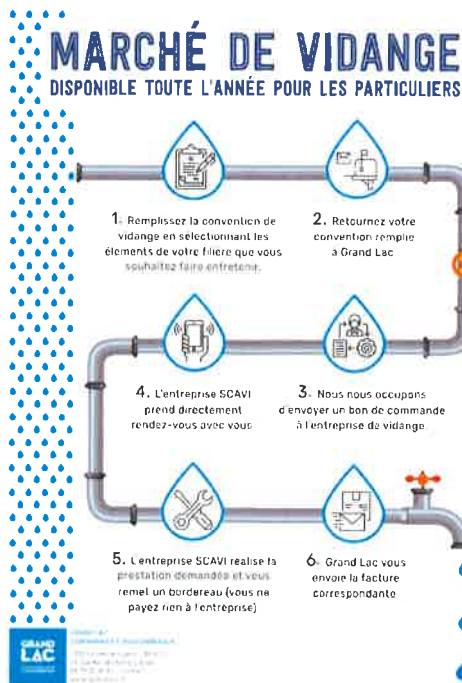 MARCHÉ DE VIDANGE
DISPONIBLE TOUTE L'ANNÉE POUR LES PARTICULIERS
1. Remplissez la convention de
vidange en sélectionnant les
élements de votre filière que vous
souhaitez faire entretenir.
2. Retournez votre
convention remplie
à Grand Lac
4. L'entreprise SCAVI
prend directement
rendez-vous avec vous
3. Nous nous occupons
d'envoyer un bon de commande
à l'entreprise de vidange
5. L'entreprise SCAVI réalise la
prestation demandée et vous
remet un bordereau (vous ne
payez rien à l'entreprise)
6. Grand Lac vous
envoie la facture
correspondante
GRAND
LAC